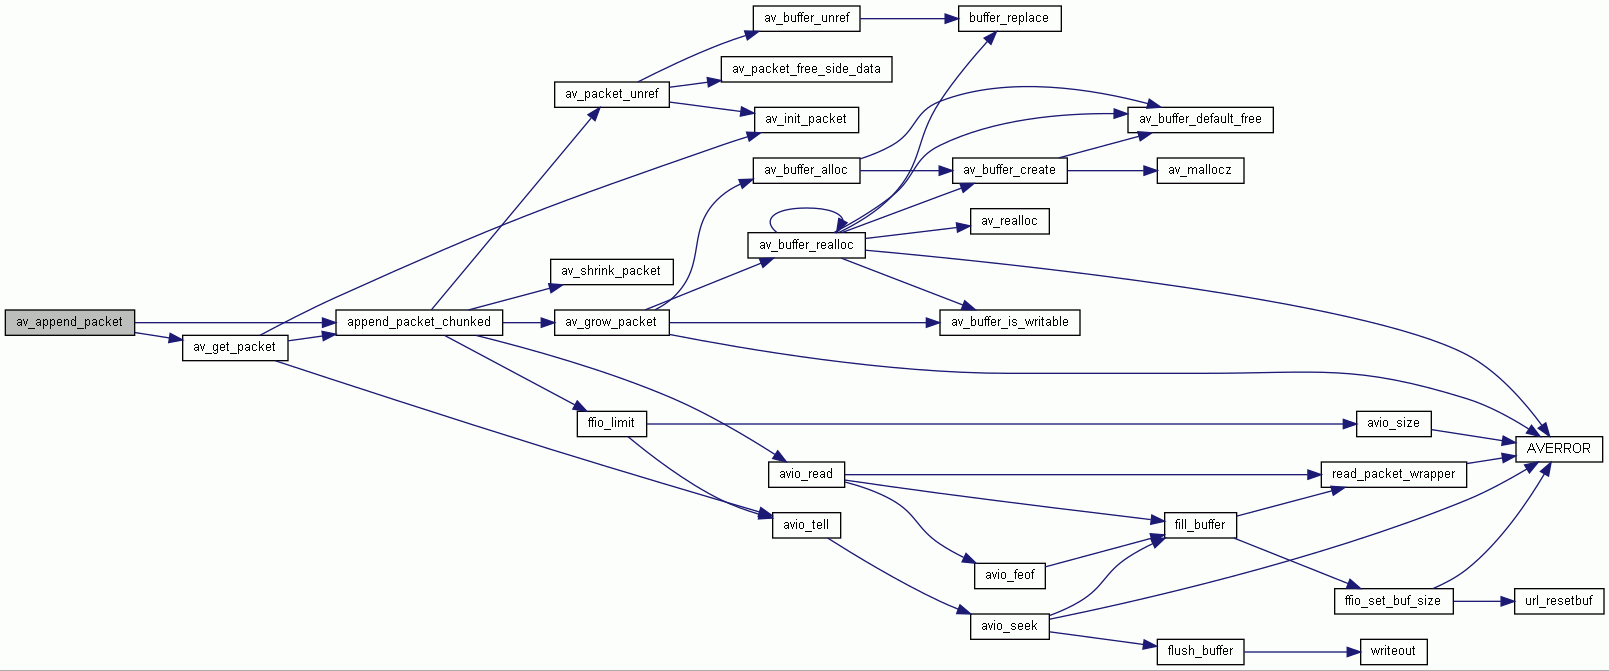 av_buffer_unref
buffer_replace
av_packet_free_side_data
av_packet_unref
av_init_packet
av_buffer_default_free
av_buffer_alloc
av_buffer_create
av_mallocz
av_realloc
av_buffer_realloc
av_shrink_packet
av_append_packet
append_packet_chunked
av_grow_packet
av_buffer_is_writable
av_get_packet
ffio_limit
avio_size
AVERROR
avio_read
read_packet_wrapper
avio_tell
fill_buffer
avio_feof
ffio_set_buf_size
url_resetbuf
avio_seek
flush_buffer
writeout